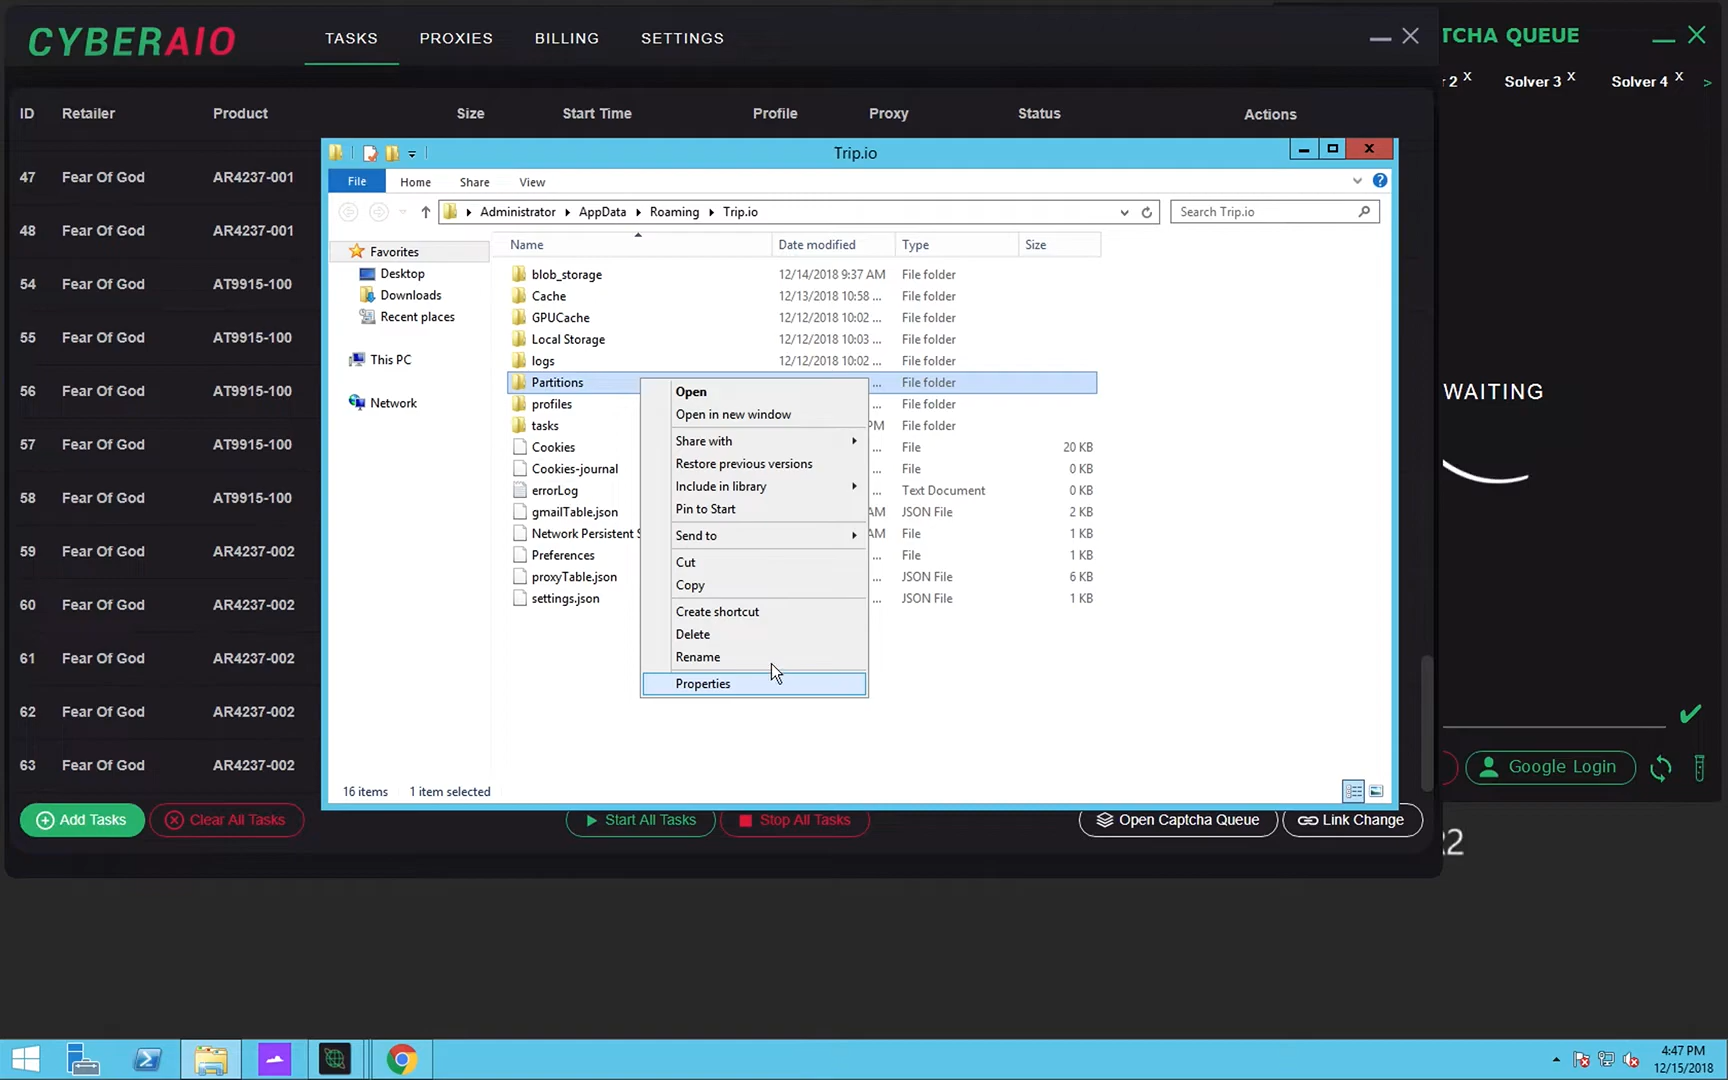 CYBERAIO
TASKS
PROXIES
BILLING
SETTINGS
TCHA QUEUE
r 2 x
Solver 3 x
Solver 4 x
>
ID Retailer Product Size Start Time Profile Proxy Status Actions
47 Fear Of God AR4237-001
48 Fear Of God AR4237-001
54 Fear Of God AT9915-100
55 Fear Of God AT9915-100
56 Fear Of God AT9915-100
57 Fear Of God AT9915-100
58 Fear Of God AT9915-100
59 Fear Of God AR4237-002
60 Fear Of God AR4237-002
61 Fear Of God AR4237-002
62 Fear Of God AR4237-002
63 Fear Of God AR4237-002
Trip.io
File Home Share View
Administrator AppData Roaming Trip.io
Search Trip.io
Favorites
Desktop
Downloads
Recent places
This PC
Network
Name Date modified Type Size
blob_storage 12/14/2018 9:37 AM File folder
Cache 12/13/2018 10:58 ... File folder
GPUCache 12/12/2018 10:02 ... File folder
Local Storage 12/12/2018 10:03 ... File folder
logs 12/12/2018 10:02 ... File folder
Partitions ... File folder
profiles ... File folder
tasks PM File folder
Cookies ... File 20 KB
Cookies-journal ... File 0 KB
errorLog ... Text Document 0 KB
gmailTable.json AM JSON File 2 KB
Network Persistent S AM File 1 KB
Preferences ... File 1 KB
proxyTable.json ... JSON File 6 KB
settings.json ... JSON File 1 KB
Open
Open in new window
Share with
Restore previous versions
Include in library
Pin to Start
Send to
Cut
Copy
Create shortcut
Delete
Rename
Properties
16 items 1 item selected
WAITING
Google Login
Add Tasks
Clear All Tasks
Start All Tasks
Stop All Tasks
Open Captcha Queue
Link Change
R2
4:47 PM
12/15/2018